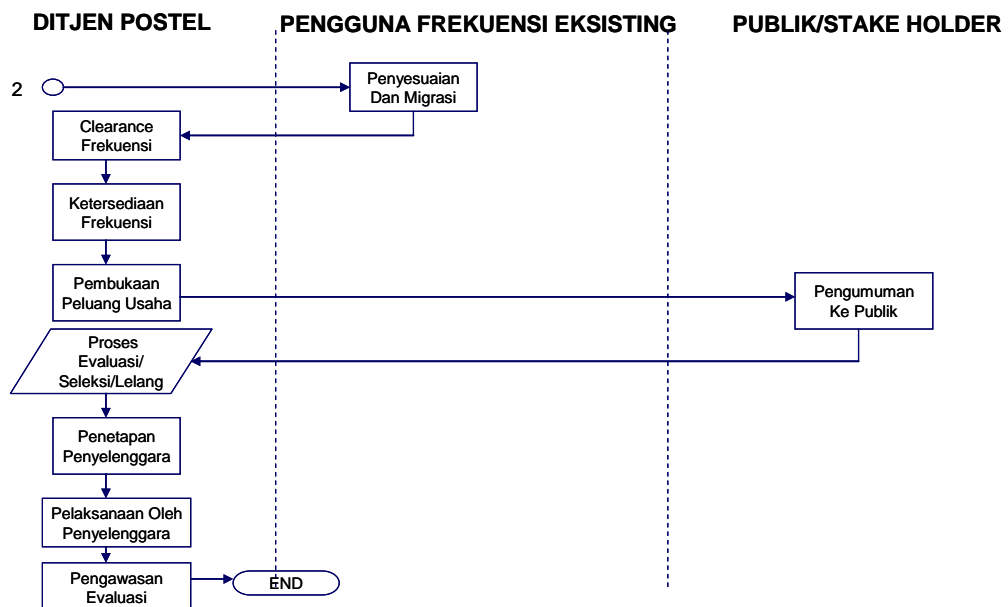 DITJEN POSTEL
PENGGUNA FREKUENSI EKSISTING
PUBLIK/STAKE HOLDER
2
Penyesuaian
Dan Migrasi
Clearance
Frekuensi
Ketersediaan
Frekuensi
Pembukaan
Peluang Usaha
Pengumuman
Ke Publik
Proses
Evaluasi/
Seleksi/Lelang
Penetapan
Penyelenggara
Pelaksanaan Oleh
Penyelenggara
Pengawasan
Evaluasi
END